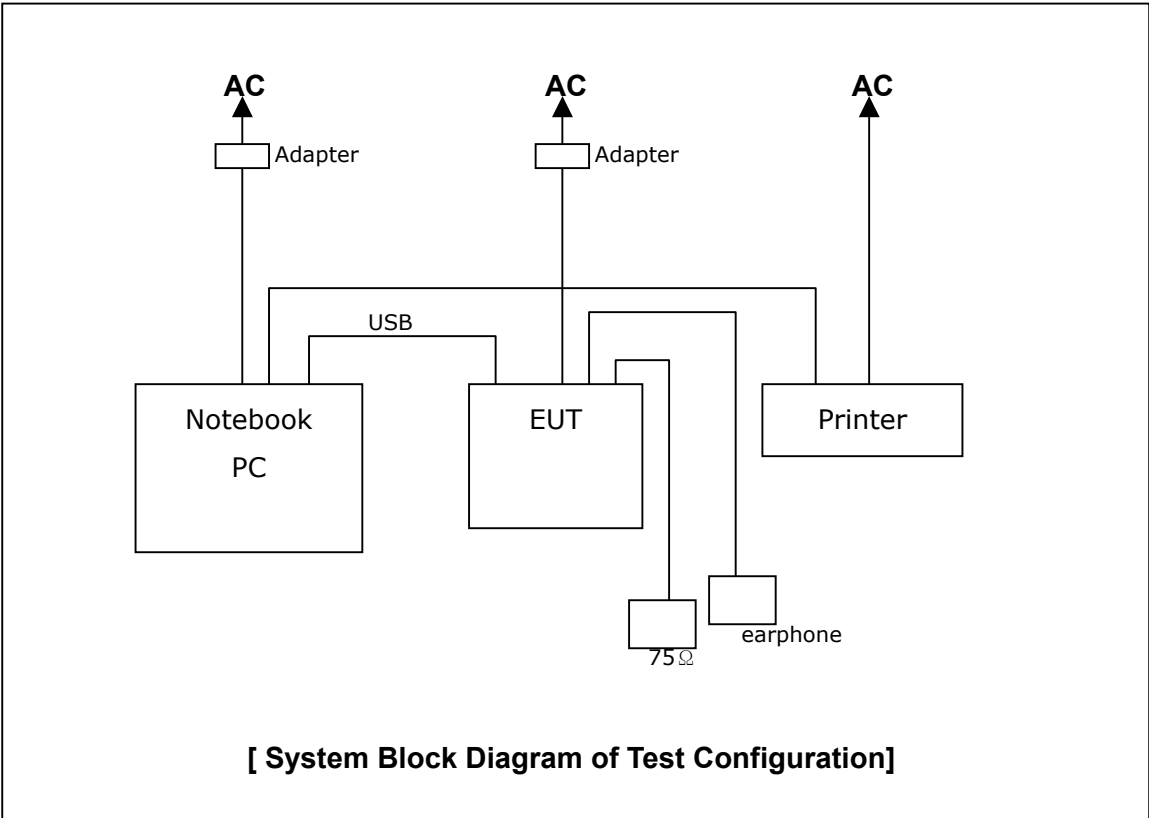 AC
AC
AC
Adapter
Adapter
USB
Notebook
PC
EUT
Printer
earphone
75Ω
[ System Block Diagram of Test Configuration]